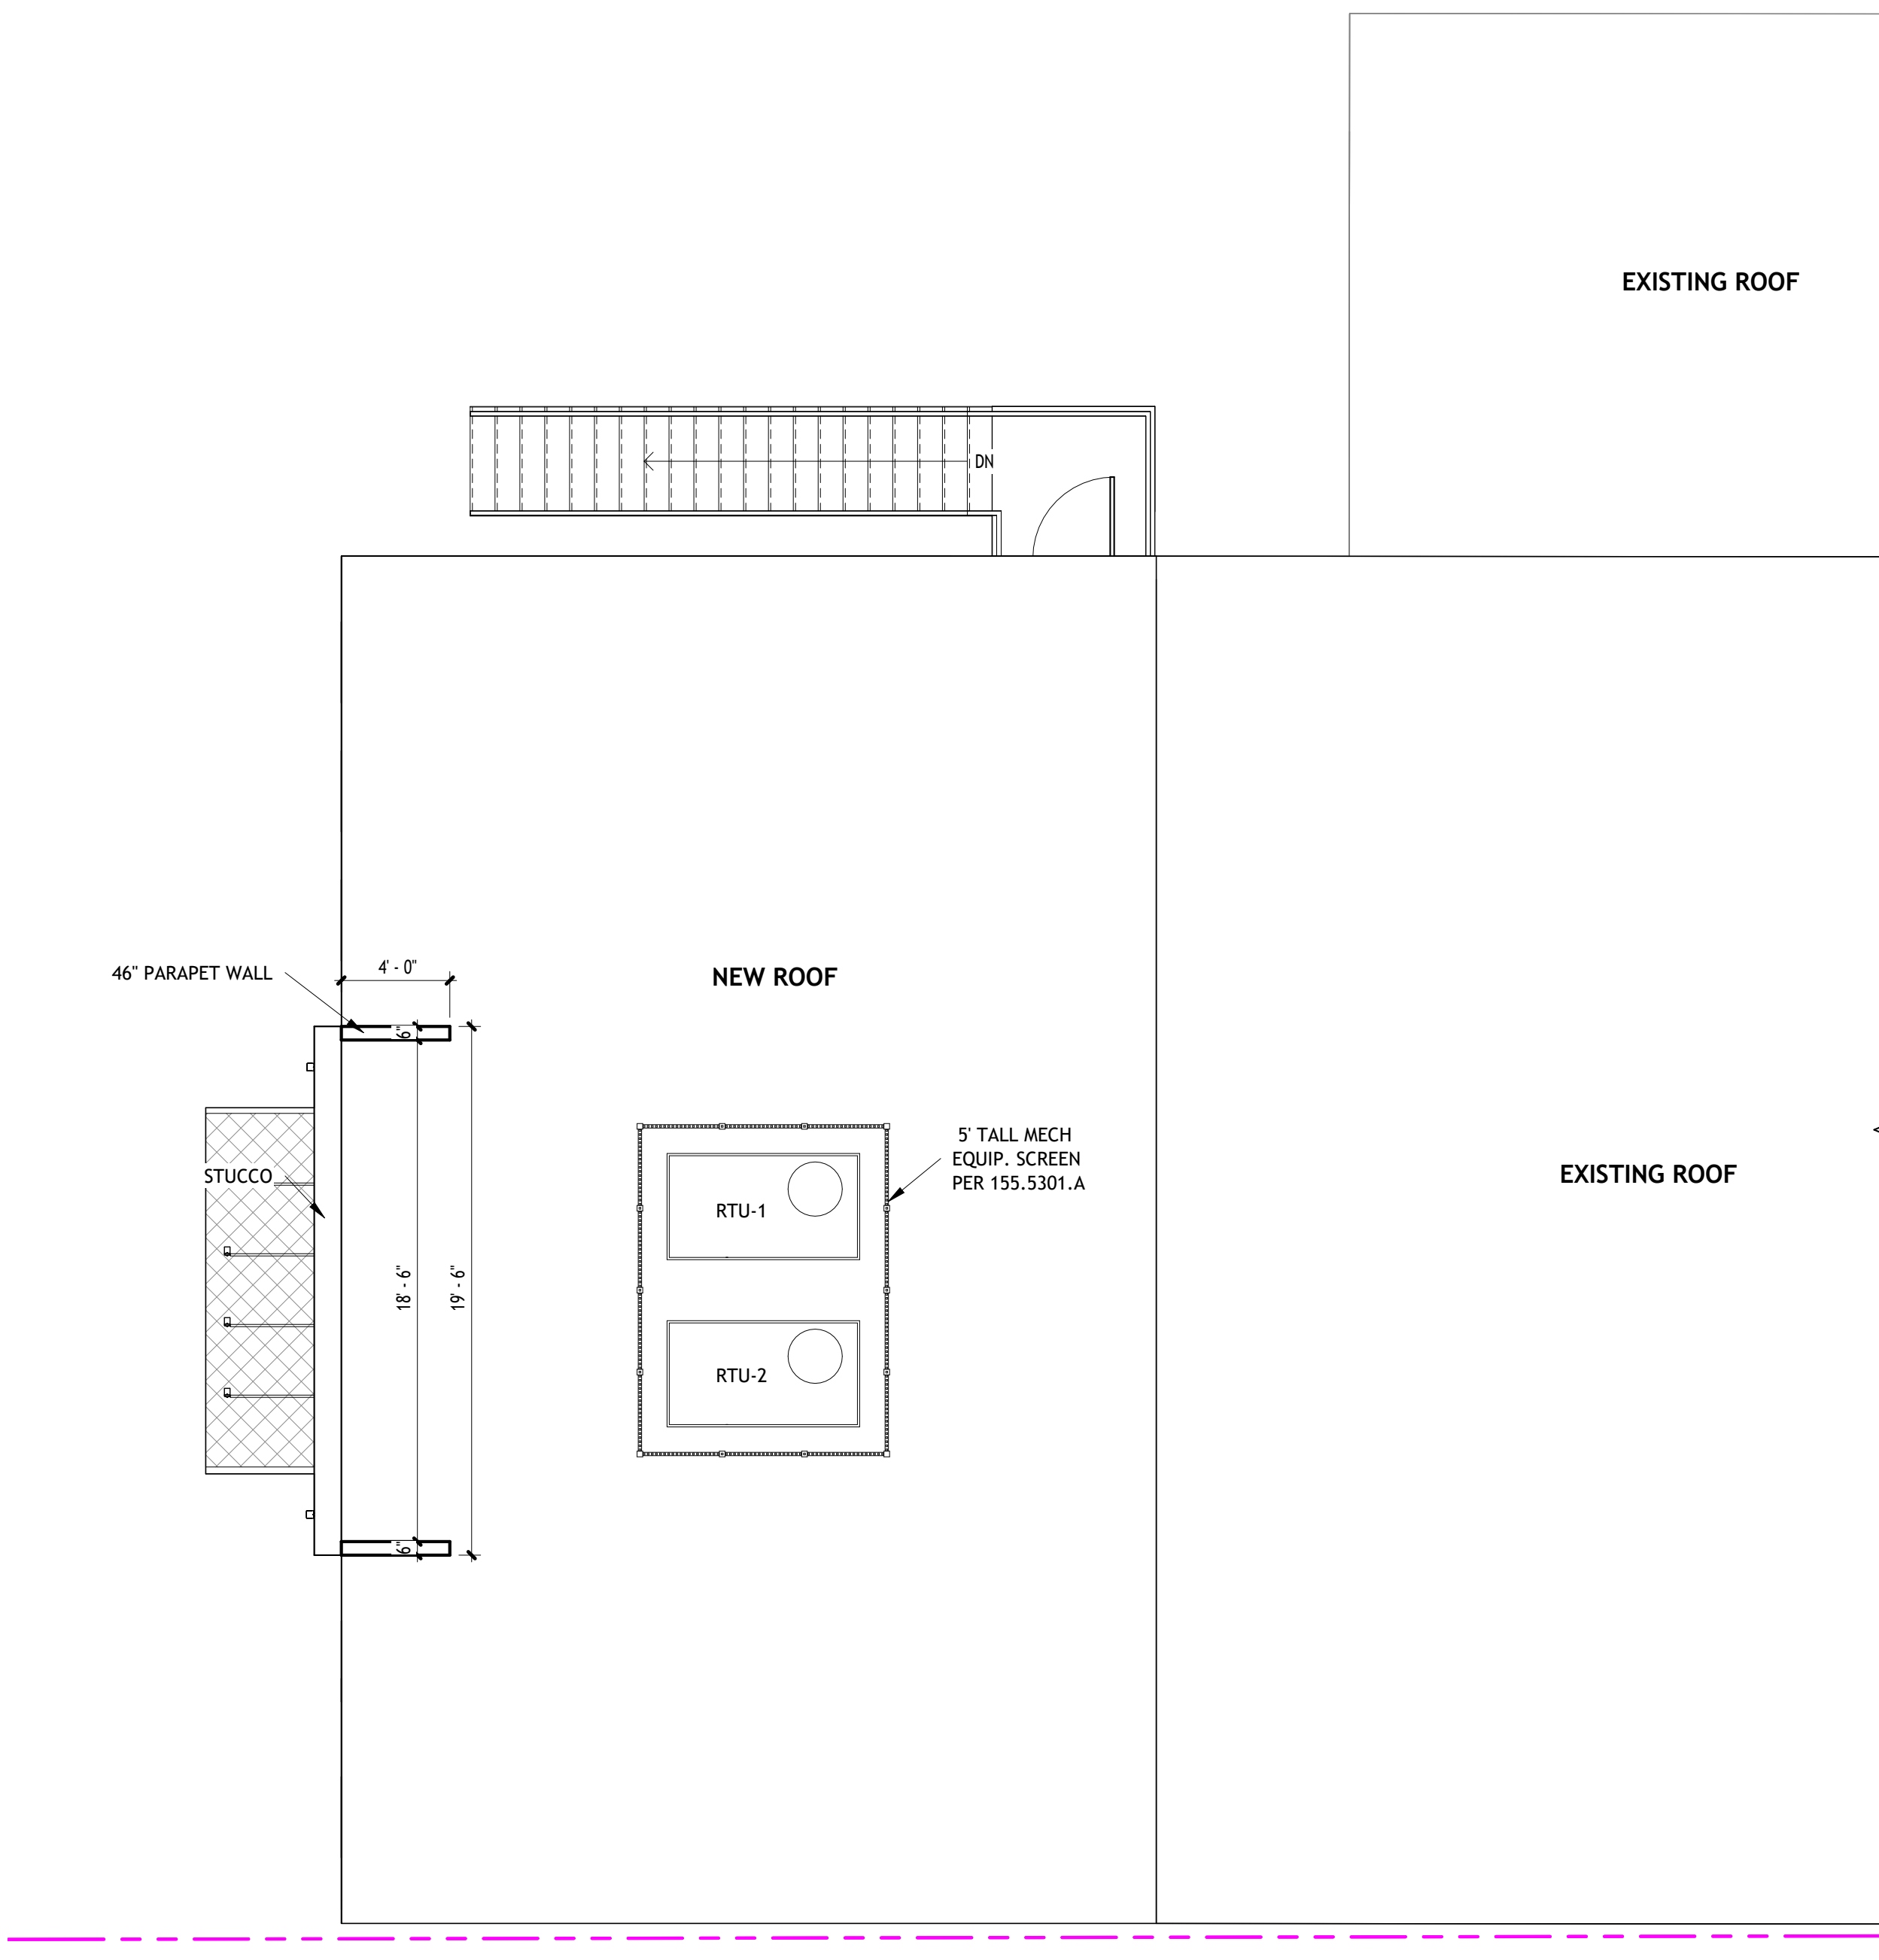 EXISTING ROOF
DN
46" PARAPET WALL
4' - 0"
NEW ROOF
6"
5' TALL MECH
EQUIP. SCREEN
PER 155.5301.A
STUCCO
EXISTING ROOF
RTU-1
18' - 6"
19' - 6"
RTU-2
6"